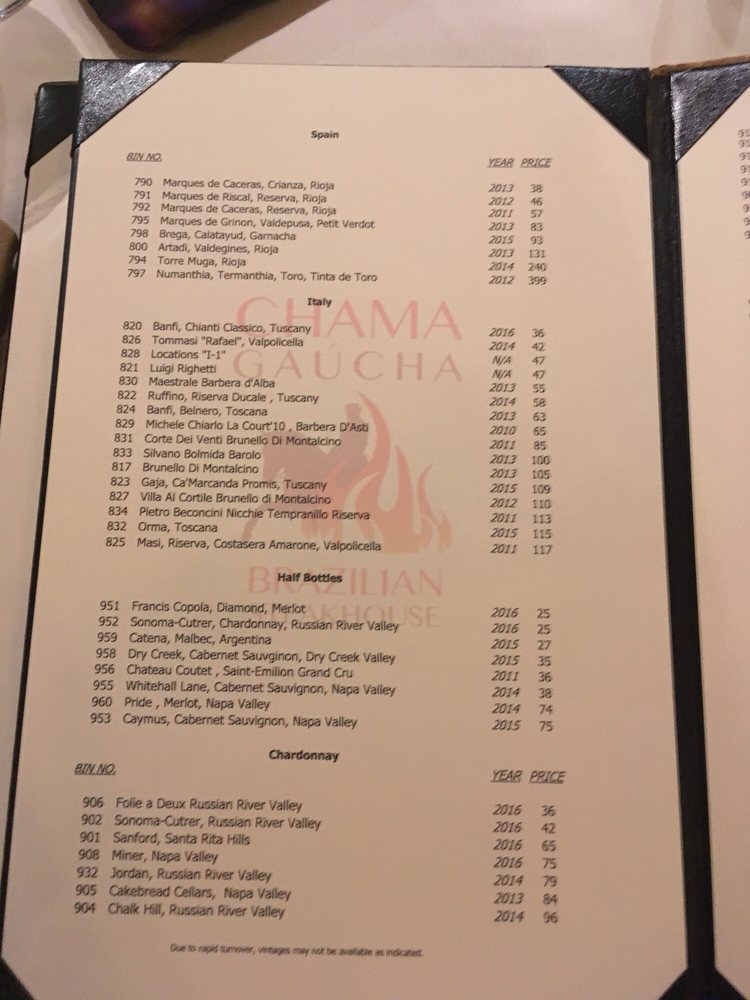 Spain
BIN NO. YEAR PRICE
790 Marques de Caceras, Crianza, Rioja 2013 38
791 Marques de Riscal, Reserva, Rioja 2012 46
792 Marques de Caceras, Reserva, Rioja 2011 57
795 Marques de Grinon, Valdepusa, Petit Verdot 2013 83
798 Brega, Calatayud, Garnacha 2015 93
800 Artadi, Valdegines, Rioja 2013 131
794 Torre Muga, Rioja 2014 240
797 Numanthia, Termanthia, Toro, Tinta de Toro 2012 399
Italy
820 Banfi, Chianti Classico, Tuscany 2016 36
826 Tommasi "Rafael", Valpolicella 2014 42
828 Locations "I-1" N/A 47
821 Luigi Righetti N/A 47
830 Maestrale Barbera d'Alba 2013 55
822 Ruffino, Riserva Ducale , Tuscany 2014 58
824 Banfi, Belnero, Toscana 2013 63
829 Michele Chiarlo La Court'10 , Barbera D'Asti 2010 65
831 Corte Dei Venti Brunello Di Montalcino 2011 85
833 Silvano Bolmida Barolo 2013 100
817 Brunello Di Montalcino 2013 105
823 Gaja, Ca'Marcanda Promis, Tuscany 2015 109
827 Villa Al Cortile Brunello di Montalcino 2012 110
834 Pietro Beconcini Nicchie Tempranillo Riserva 2011 113
832 Orma, Toscana 2015 115
825 Masi, Riserva, Costasera Amarone, Valpolicella 2011 117
CHAMA
GAÚCHA
BRAZILIAN
STEAKHOUSE
Half Bottles
951 Francis Copola, Diamond, Merlot 2016 25
952 Sonoma-Cutrer, Chardonnay, Russian River Valley 2016 25
959 Catena, Malbec, Argentina 2015 27
958 Dry Creek, Cabernet Sauvginon, Dry Creek Valley 2015 35
956 Chateau Coutet , Saint-Emilion Grand Cru 2011 36
955 Whitehall Lane, Cabernet Sauvignon, Napa Valley 2014 38
960 Pride , Merlot, Napa Valley 2014 74
953 Caymus, Cabernet Sauvignon, Napa Valley 2015 75
Chardonnay
BIN NO. YEAR PRICE
906 Folie a Deux Russian River Valley 2016 36
902 Sonoma-Cutrer, Russian River Valley 2016 42
901 Sanford, Santa Rita Hills 2016 65
908 Miner, Napa Valley 2016 75
932 Jordan, Russian River Valley 2014 79
905 Cakebread Cellars, Napa Valley 2013 84
904 Chalk Hill, Russian River Valley 2014 96
Due to rapid turnover, vintages may not be available as indicated.